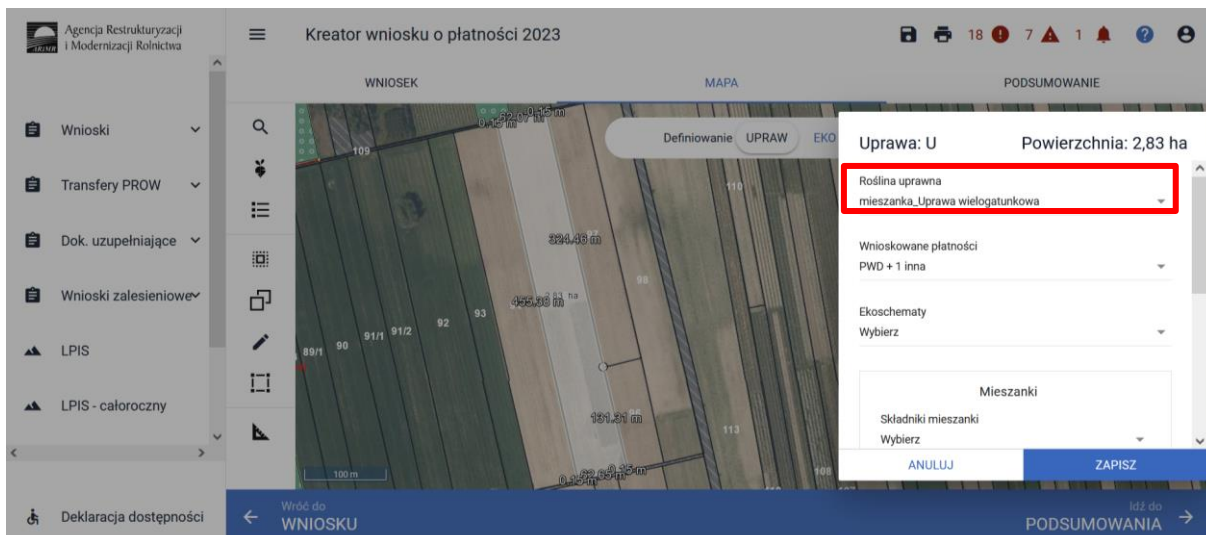 Agencja Restrukturyzacji
i Modernizacji Rolnictwa
ARiMR
Kreator wniosku o płatności 2023
18
7
1
WNIOSEK
MAPA
PODSUMOWANIE
Wnioski
Transfery PROW
Dok. uzupełniające
Wnioski zalesieniowe
LPIS
LPIS - całoroczny
Deklaracja dostępności
Definiowanie UPRAW EKO
109
110
324.46 m
98
455.38 m
93
92
91/2
91/1
90
89/1
131.31 m
113
108
100 m
Uprawa: U
Powierzchnia: 2,83 ha
Roślina uprawna
mieszanka_Uprawa wielogatunkowa
Wnioskowane płatności
PWD + 1 inna
Ekoschematy
Wybierz
Mieszanki
Składniki mieszanki
Wybierz
ANULUJ
ZAPISZ
Wróć do
WNIOSKU
Idź do
PODSUMOWANIA